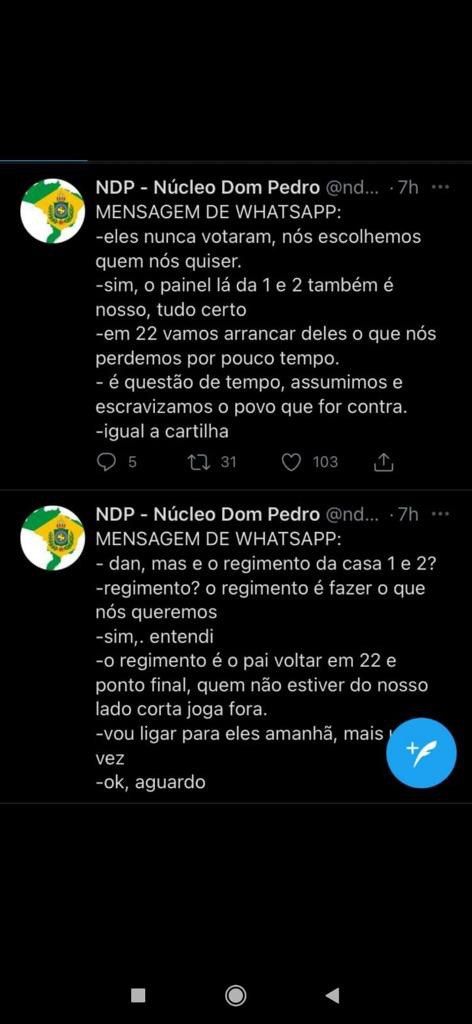 NDP - Núcleo Dom Pedro @nd... · 7h
MENSAGEM DE WHATSAPP:
-eles nunca votaram, nós escolhemos
quem nós quiser.
-sim, o painel lá da 1 e 2 também é
nosso, tudo certo
-em 22 vamos arrancar deles o que nós
perdemos por pouco tempo.
- é questão de tempo, assumimos e
escravizamos o povo que for contra.
-igual a cartilha
5 31 103
NDP - Núcleo Dom Pedro @nd... · 7h
MENSAGEM DE WHATSAPP:
- dan, mas e o regimento da casa 1 e 2?
-regimento? o regimento é fazer o que
nós queremos
-sim,. entendi
-o regimento é o pai voltar em 22 e
ponto final, quem não estiver do nosso
lado corta joga fora.
-vou ligar para eles amanhã, mais
vez
-ok, aguardo